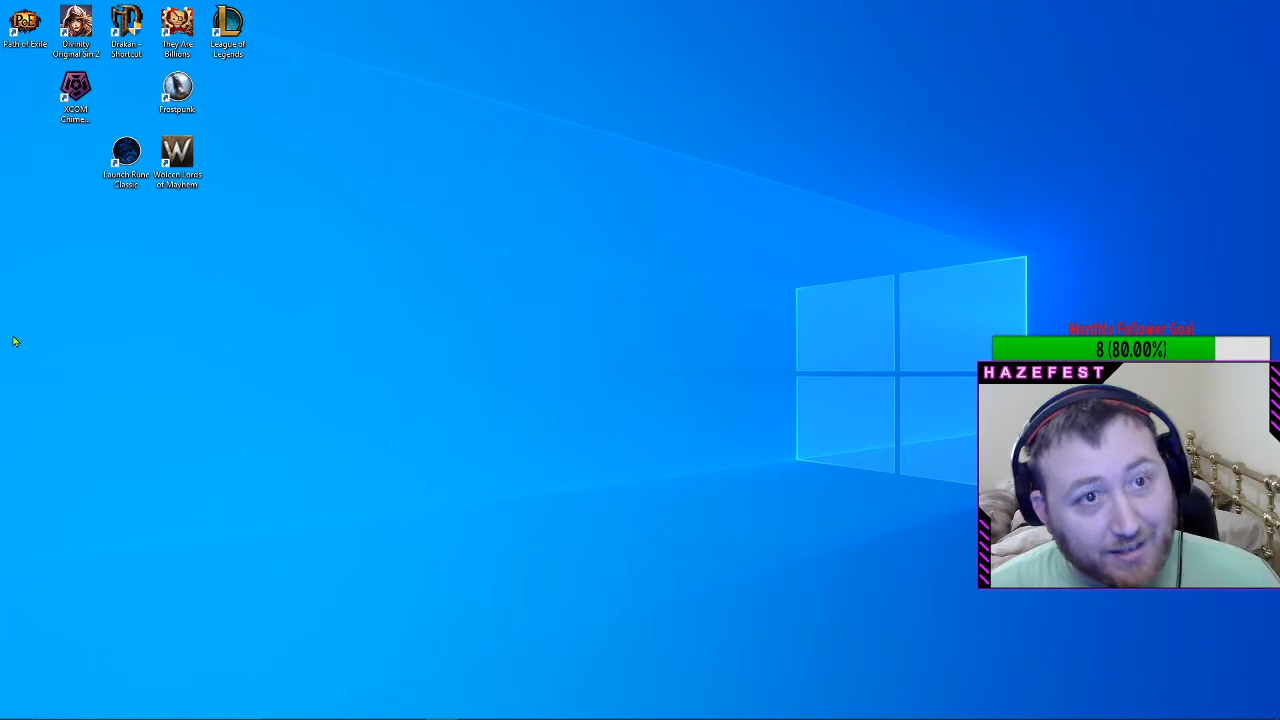 Path of Exile
Divinity
Original Sin 2
Drakan -
Shortcut
They Are
Billions
League of
Legends
XCOM
Chime...
Frostpunk
Launch Rune
Classic
Wolcen Lords
of Mayhem
Monthly Follower Goal
8 (80.00%)
HAZEFEST